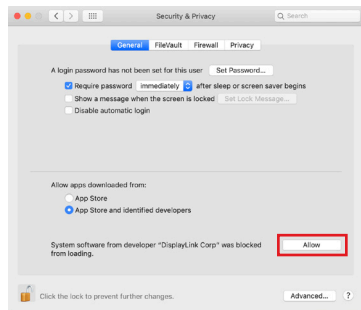 Security & Privacy
Search
General FileVault Firewall Privacy
A login password has not been set for this user Set Password...
Require password immediately after sleep or screen saver begins
Show a message when the screen is locked Set Lock Message...
Disable automatic login
Allow apps downloaded from:
App Store
App Store and identified developers
System software from developer "DisplayLink Corp" was blocked Allow
from loading.
Click the lock to prevent further changes. Advanced... ?